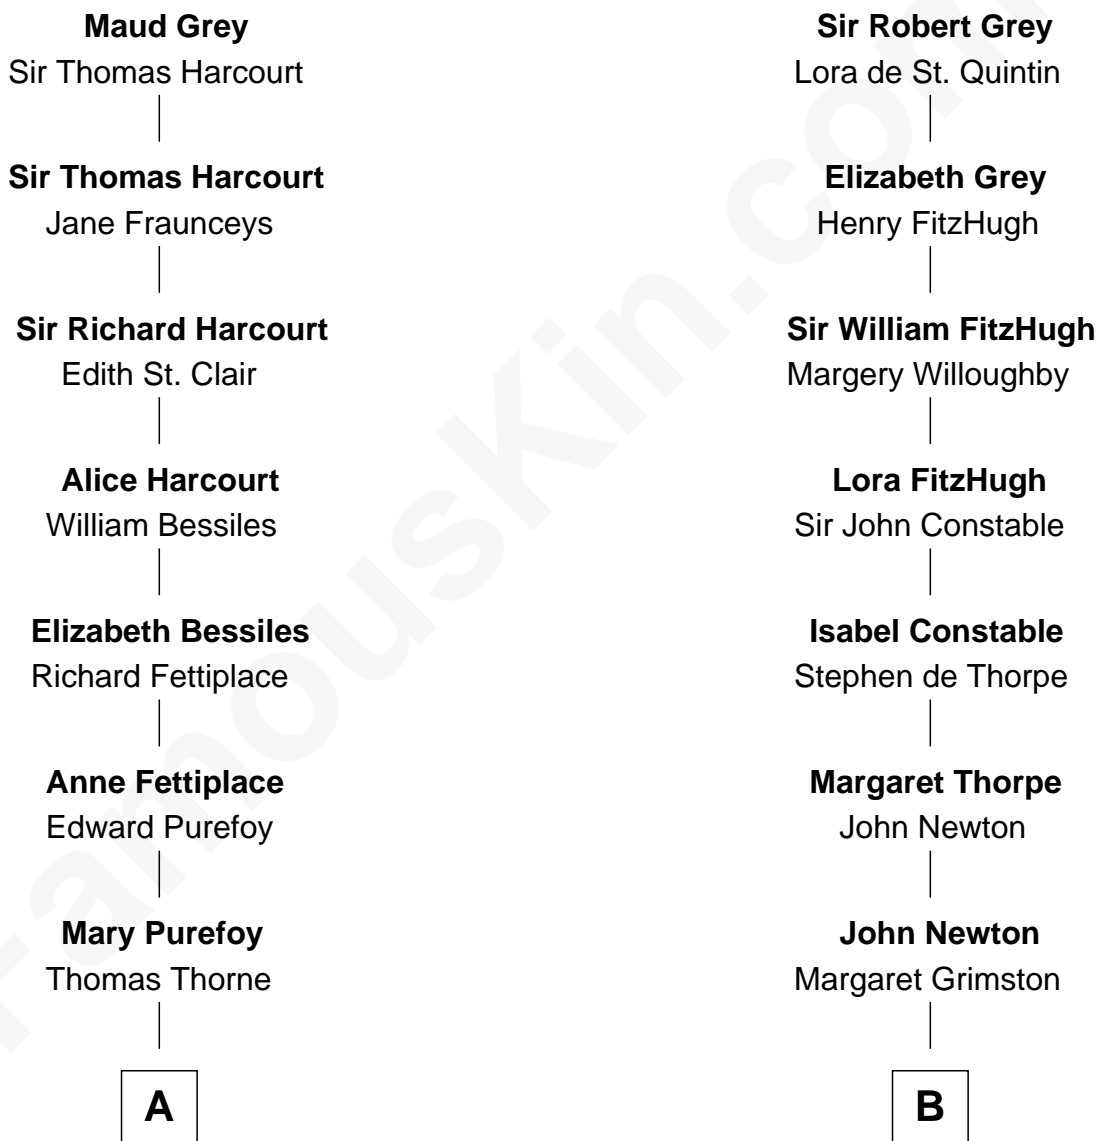 Maud Grey
Sir Thomas Harcourt
Sir Thomas Harcourt
Jane Fraunceys
Sir Richard Harcourt
Edith St. Clair
Alice Harcourt
William Bessiles
Elizabeth Bessiles
Richard Fettiplace
Anne Fettiplace
Edward Purefoy
Mary Purefoy
Thomas Thorne
A
Sir Robert Grey
Lora de St. Quintin
Elizabeth Grey
Henry FitzHugh
Sir William FitzHugh
Margery Willoughby
Lora FitzHugh
Sir John Constable
Isabel Constable
Stephen de Thorpe
Margaret Thorpe
John Newton
John Newton
Margaret Grimston
B
FamousKin.com